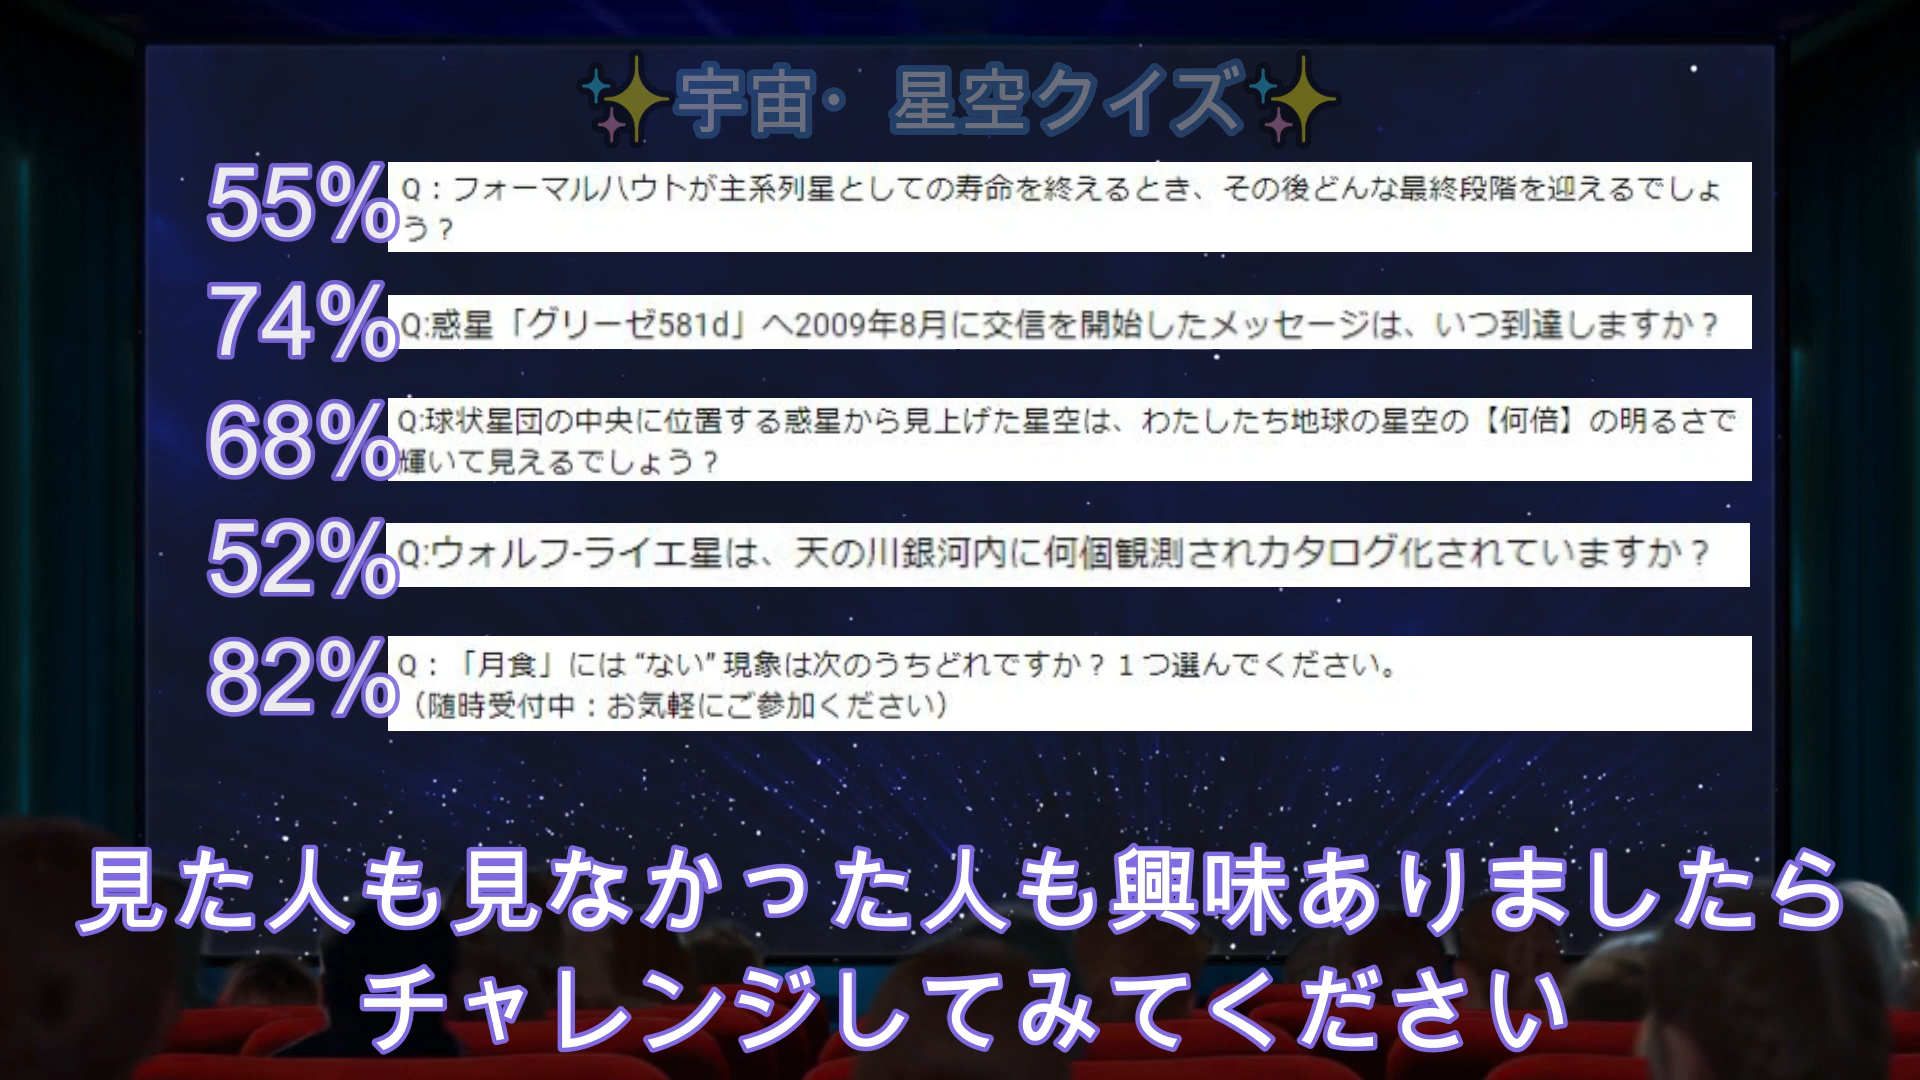 ✨宇宙・星空クイズ✨
55%
Q：フォーマルハウトが主系列星としての寿命を終えるとき、その後どんな最終段階を迎えるでしょ
う？
74%
Q:惑星「グリーゼ581d」へ2009年8月に交信を開始したメッセージは、いつ到達しますか？
68%
Q:球状星団の中央に位置する惑星から見上げた星空は、わたしたち地球の星空の【何倍】の明るさで
輝いて見えるでしょう？
52%
Q:ウォルフ-ライエ星は、天の川銀河内に何個観測されカタログ化されていますか？
82%
Q：「月食」には “ない” 現象は次のうちどれですか？１つ選んでください。
（随時受付中：お気軽にご参加ください）
見た人も見なかった人も興味ありましたら
チャレンジしてみてください